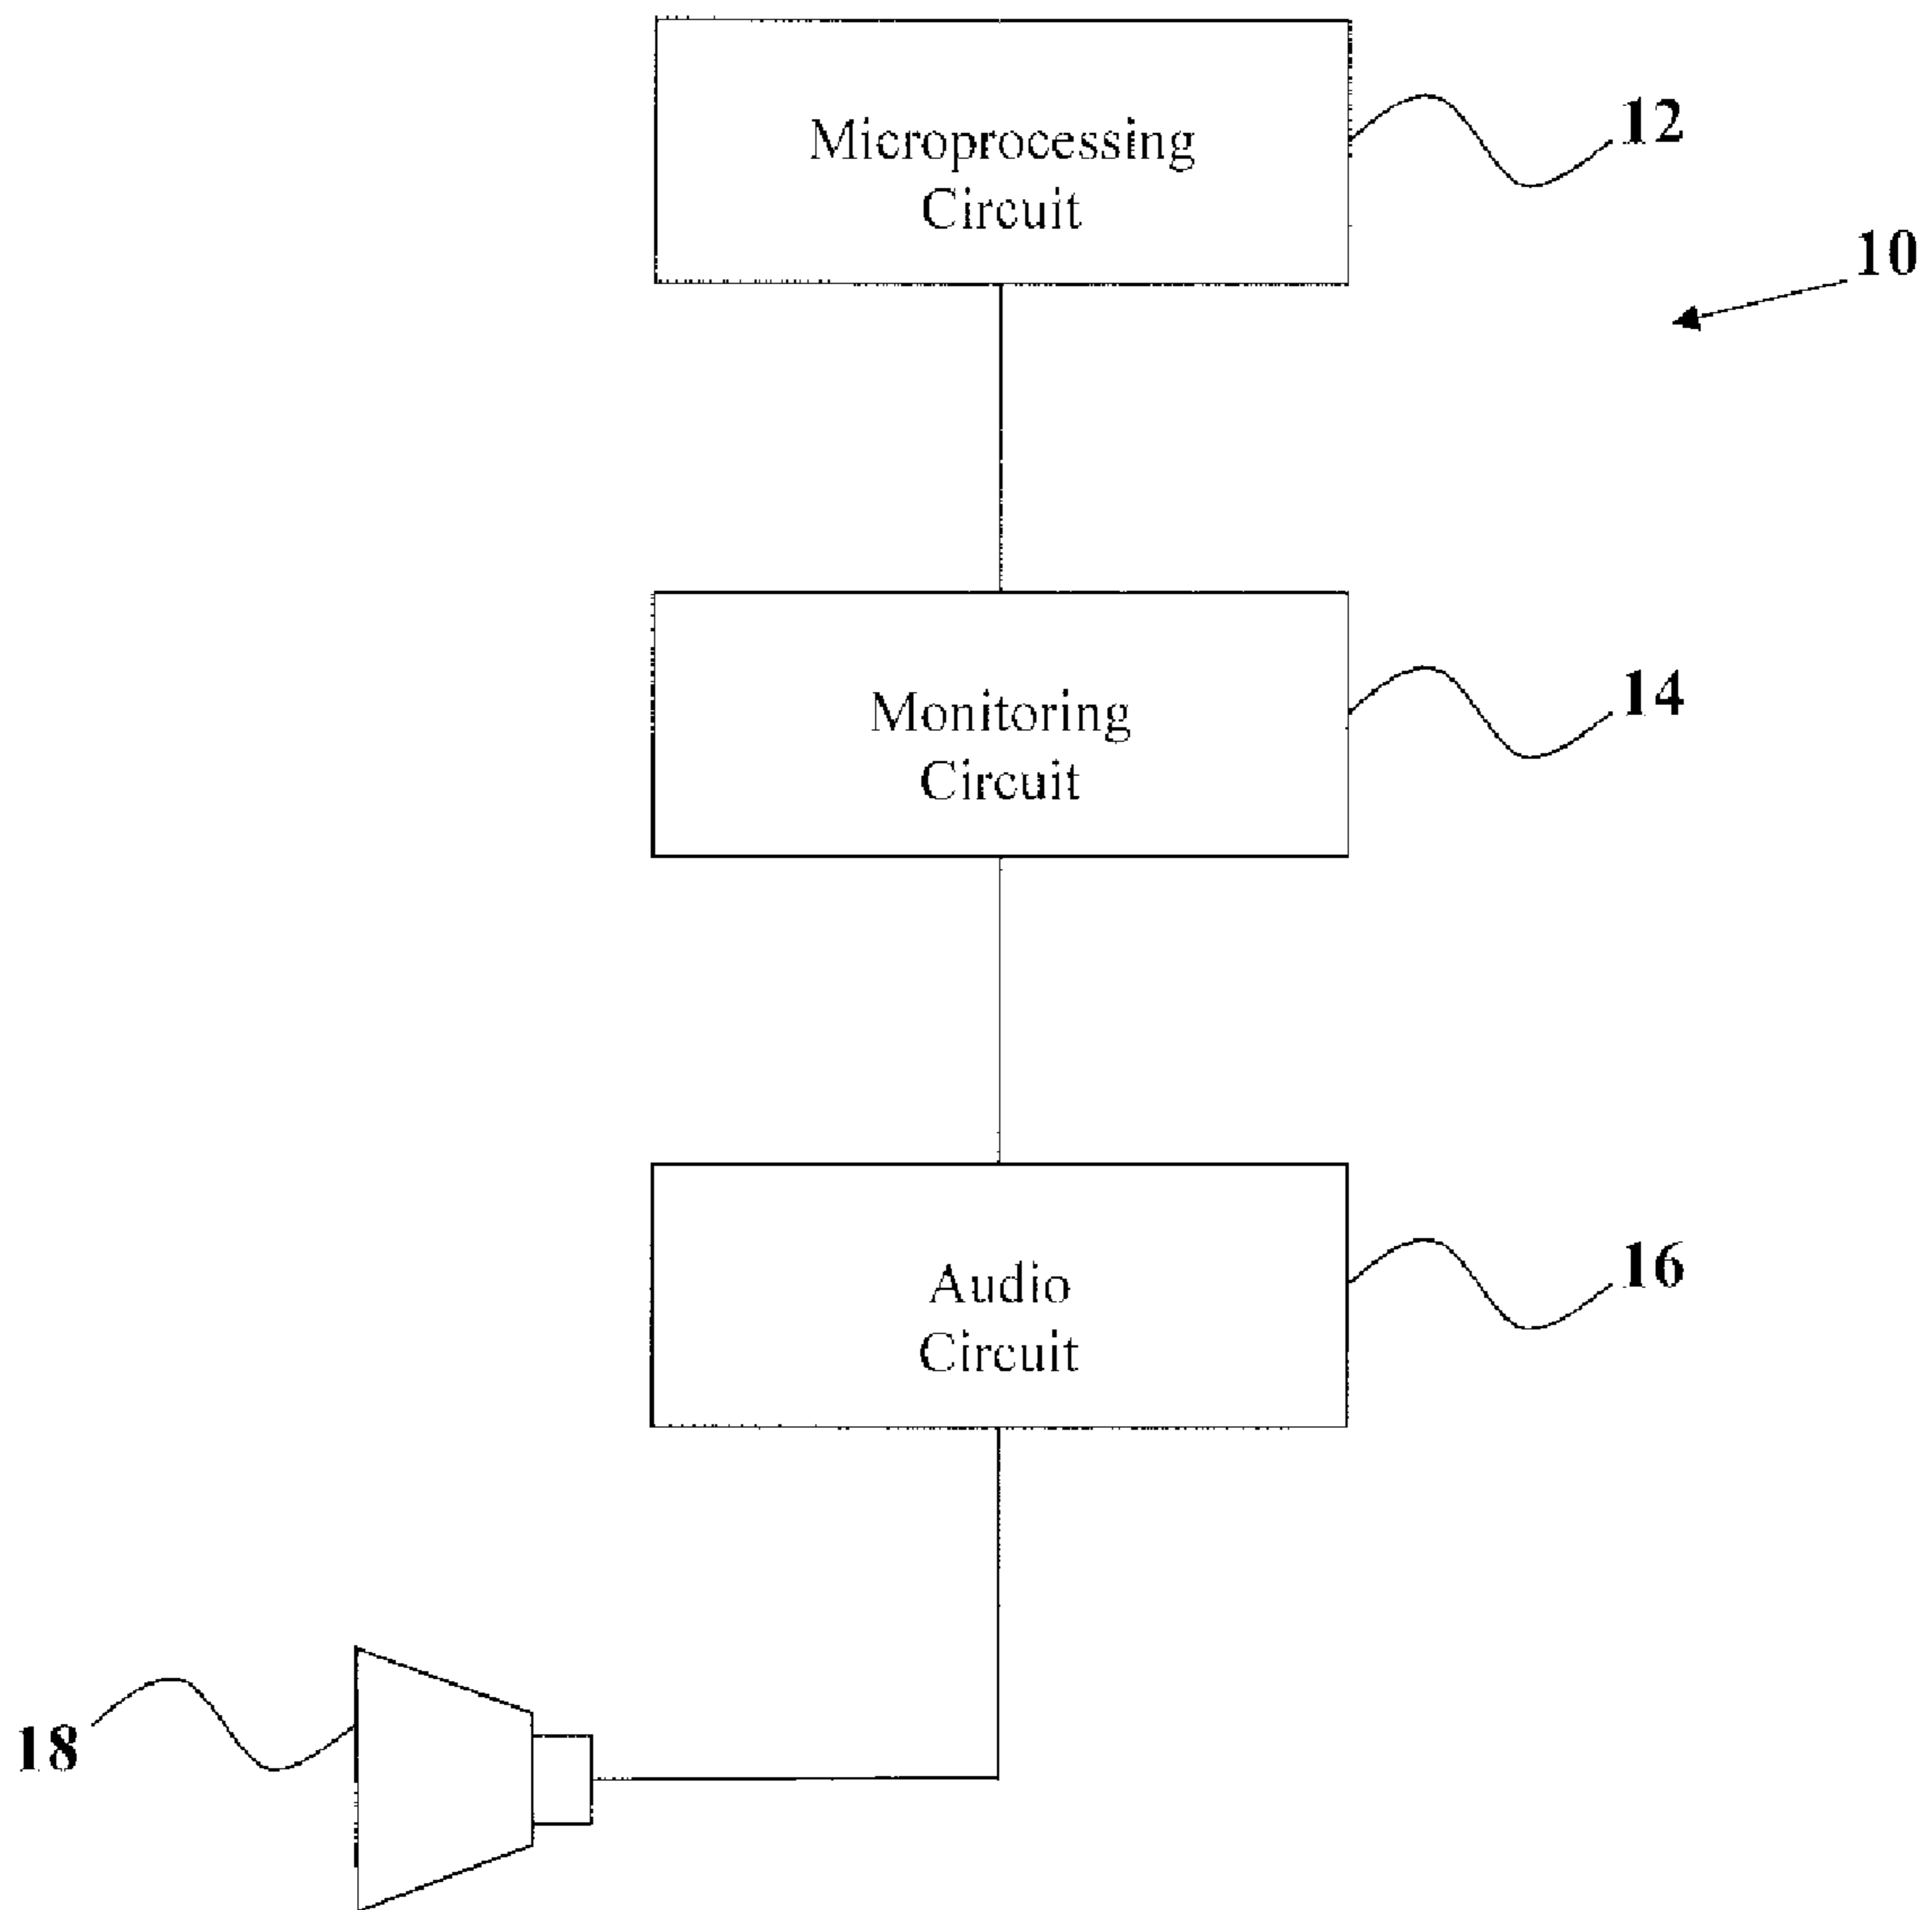 Microprocessing
Circuit
12
10
Monitoring
Circuit
14
Audio
Circuit
16
18